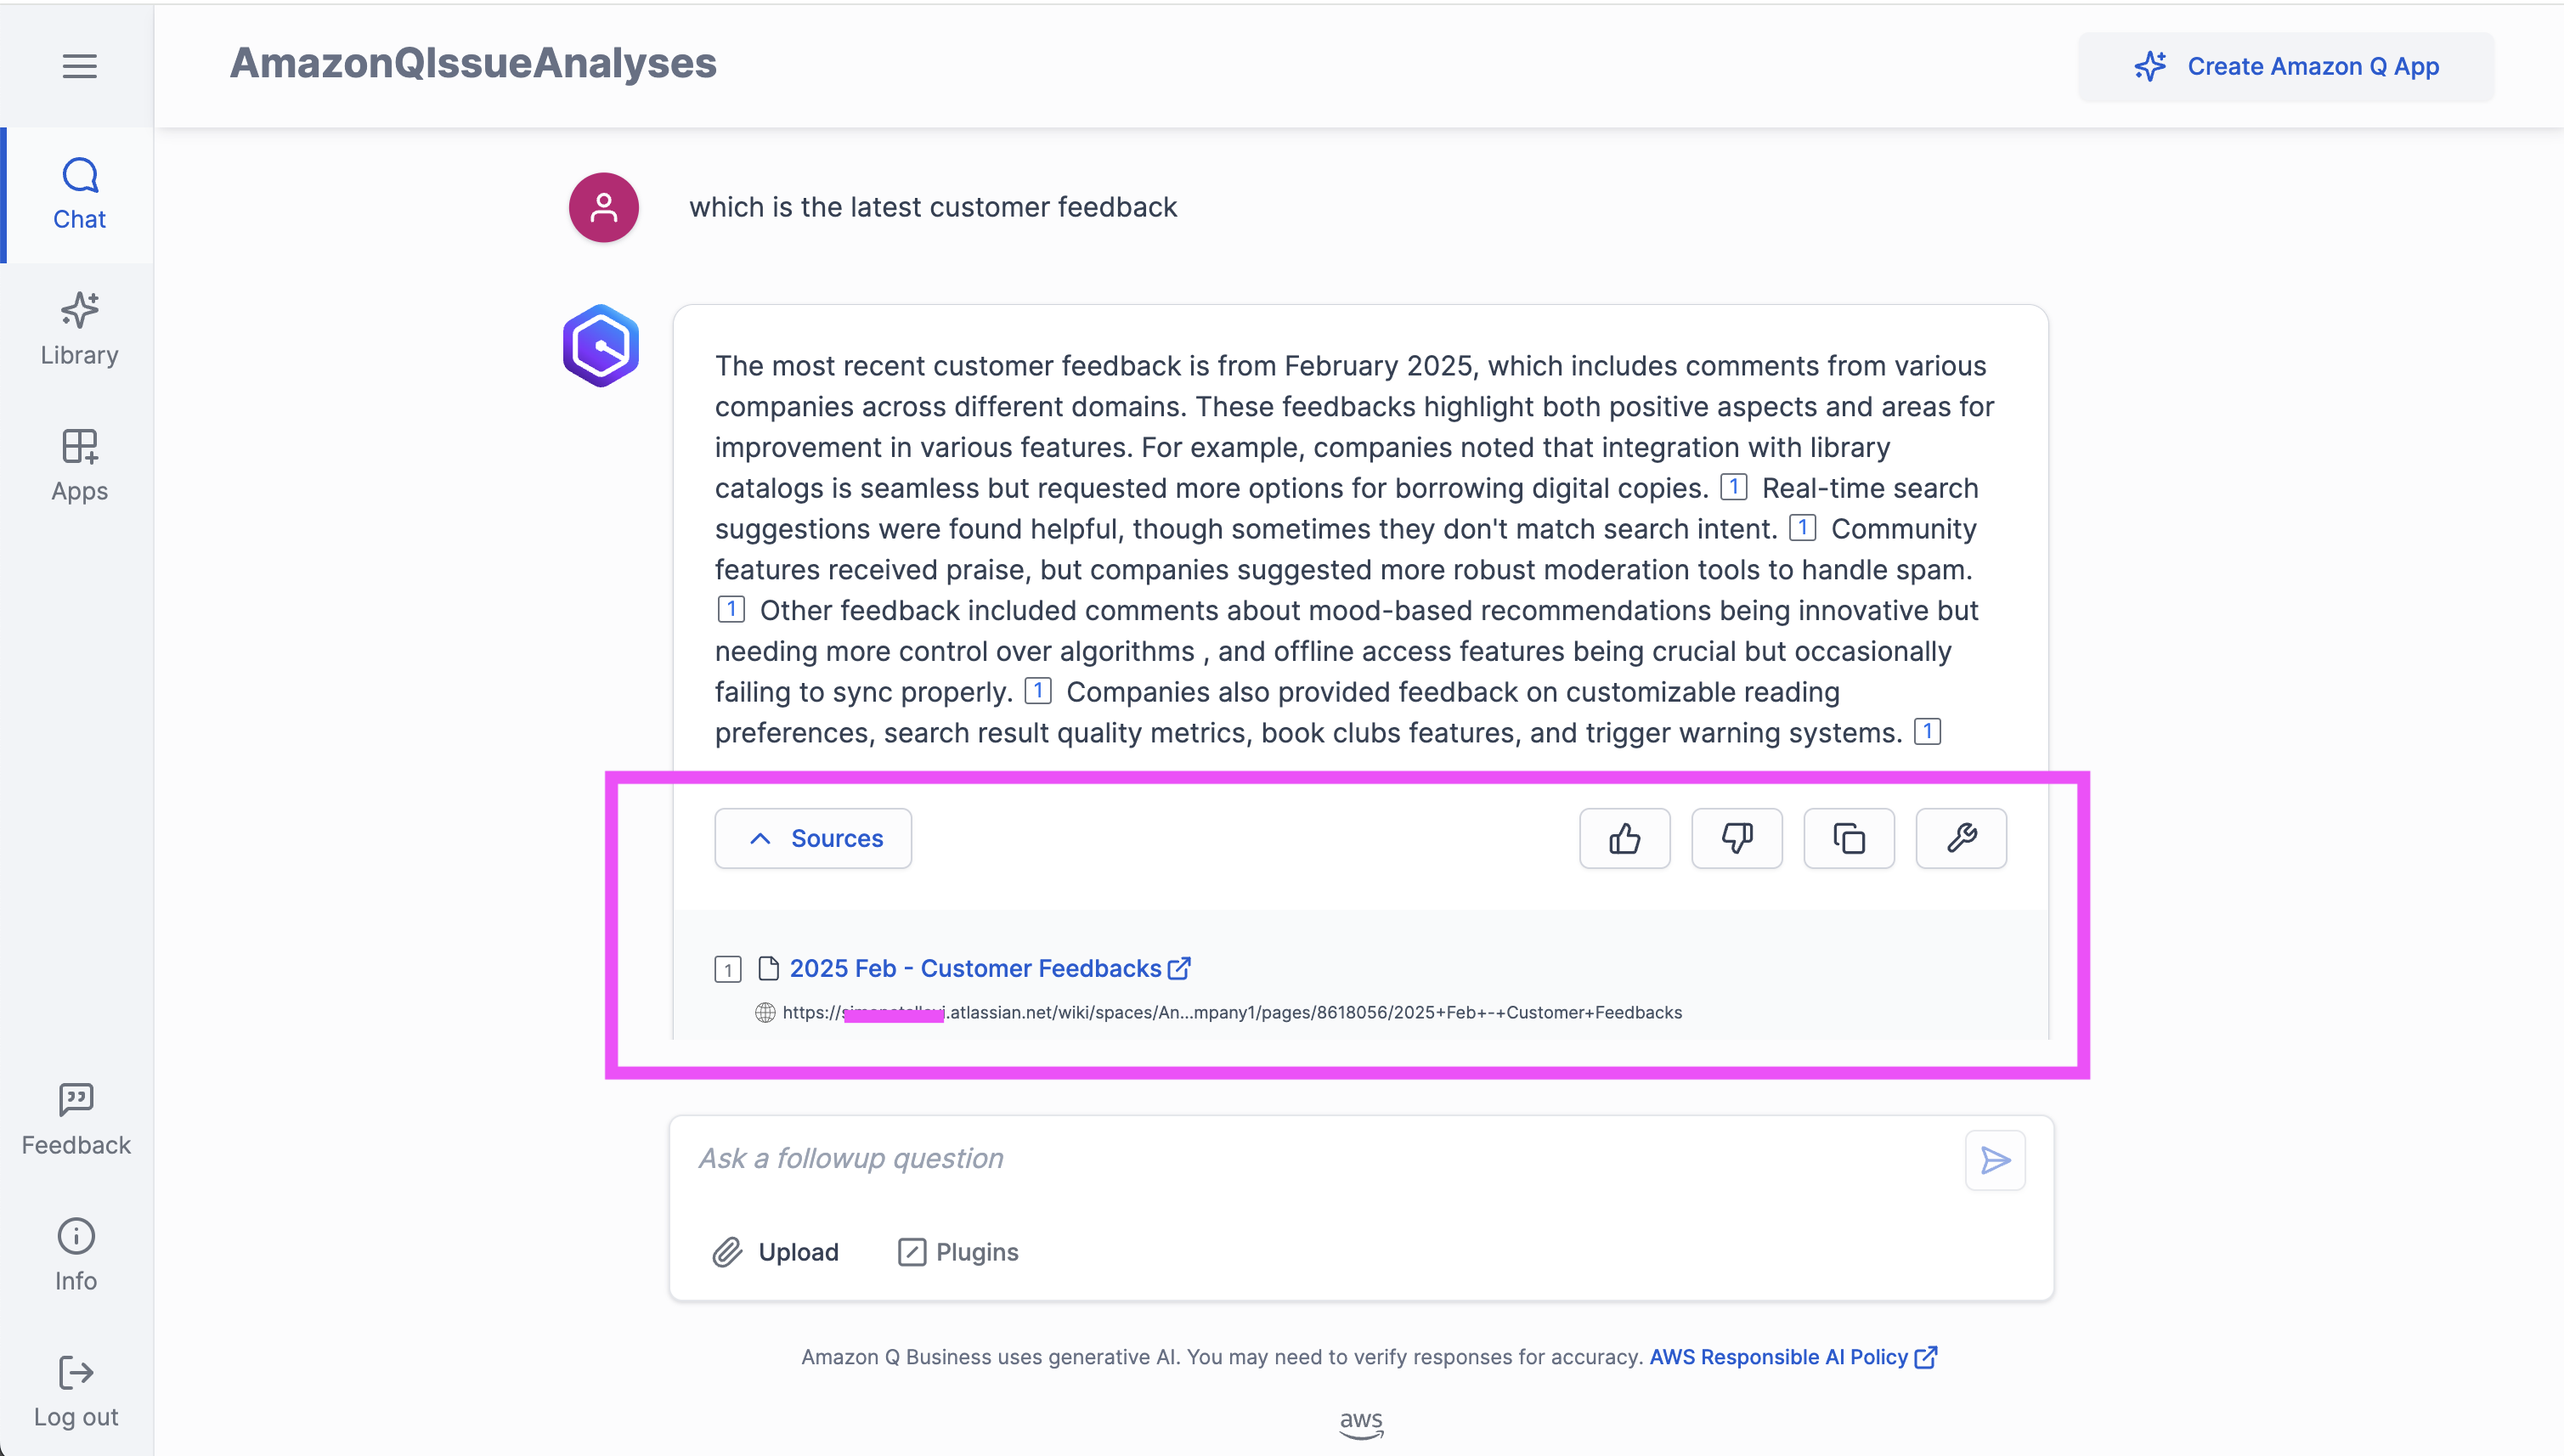 AmazonQIssueAnalyses
Create Amazon Q App
Chat
Library
Apps
Feedback
Info
Log out
which is the latest customer feedback
The most recent customer feedback is from February 2025, which includes comments from various
companies across different domains. These feedbacks highlight both positive aspects and areas for
improvement in various features. For example, companies noted that integration with library
catalogs is seamless but requested more options for borrowing digital copies. 1 Real-time search
suggestions were found helpful, though sometimes they don't match search intent. 1 Community
features received praise, but companies suggested more robust moderation tools to handle spam.
1 Other feedback included comments about mood-based recommendations being innovative but
needing more control over algorithms , and offline access features being crucial but occasionally
failing to sync properly. 1 Companies also provided feedback on customizable reading
preferences, search result quality metrics, book clubs features, and trigger warning systems. 1
Sources
1 2025 Feb - Customer Feedbacks
https://.atlassian.net/wiki/spaces/An...mpany1/pages/8618056/2025+Feb+-+Customer+Feedbacks
Ask a followup question
Upload Plugins
Amazon Q Business uses generative AI. You may need to verify responses for accuracy. AWS Responsible AI Policy
aws